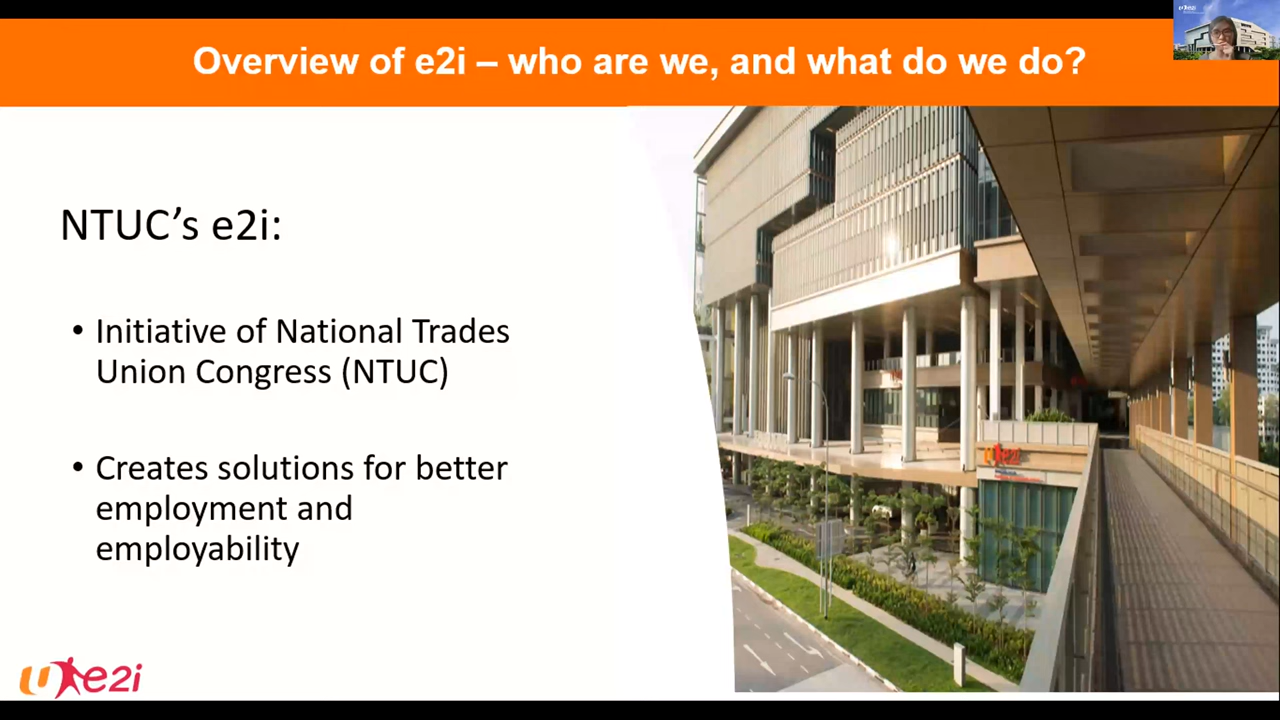 Overview of e2i – who are we, and what do we do?
NTUC’s e2i:
• Initiative of National Trades
Union Congress (NTUC)
• Creates solutions for better
employment and
employability
u e2i
e2i